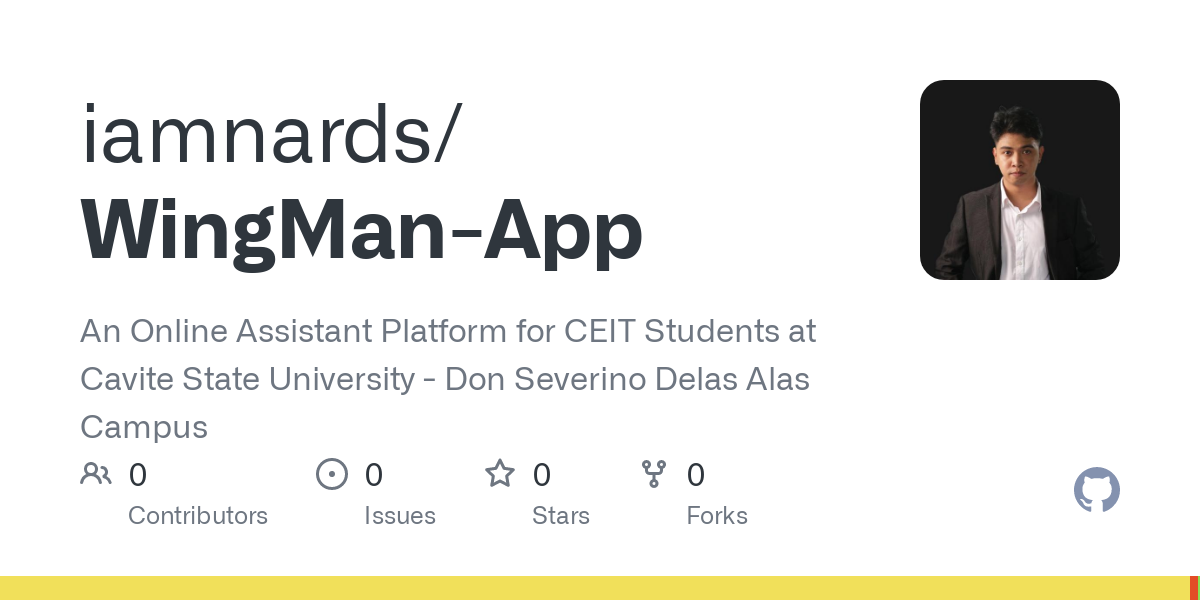 iamnards/
WingMan-App
An Online Assistant Platform for CEIT Students at
Cavite State University - Don Severino Delas Alas
Campus
0 0 0 0
Contributors Issues Stars Forks